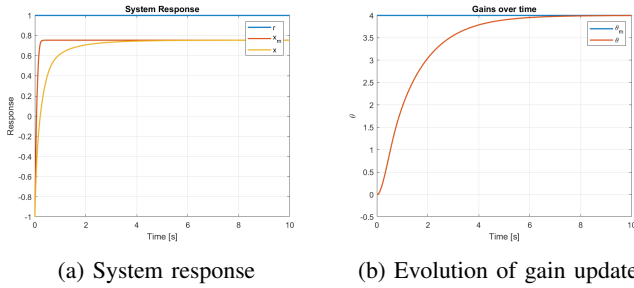 System Response
r
x_m
x
Response
1
0.8
0.6
0.4
0.2
0
-0.2
-0.4
-0.6
-0.8
-1
0 2 4 6 8 10
Time [s]
(a) System response
Gains over time
θ_m
θ
θ
4
3.5
3
2.5
2
1.5
1
0.5
0
-0.5
0 2 4 6 8 10
Time [s]
(b) Evolution of gain update